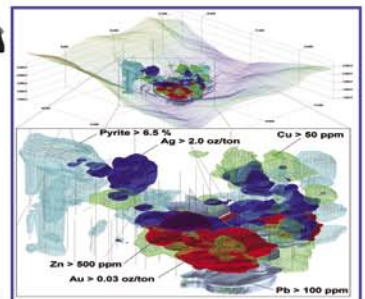 Pyrite > 6.5 %
Ag > 2.0 oz/ton
Cu > 50 ppm
Zn > 500 ppm
Au > 0.03 oz/ton
Pb > 100 ppm